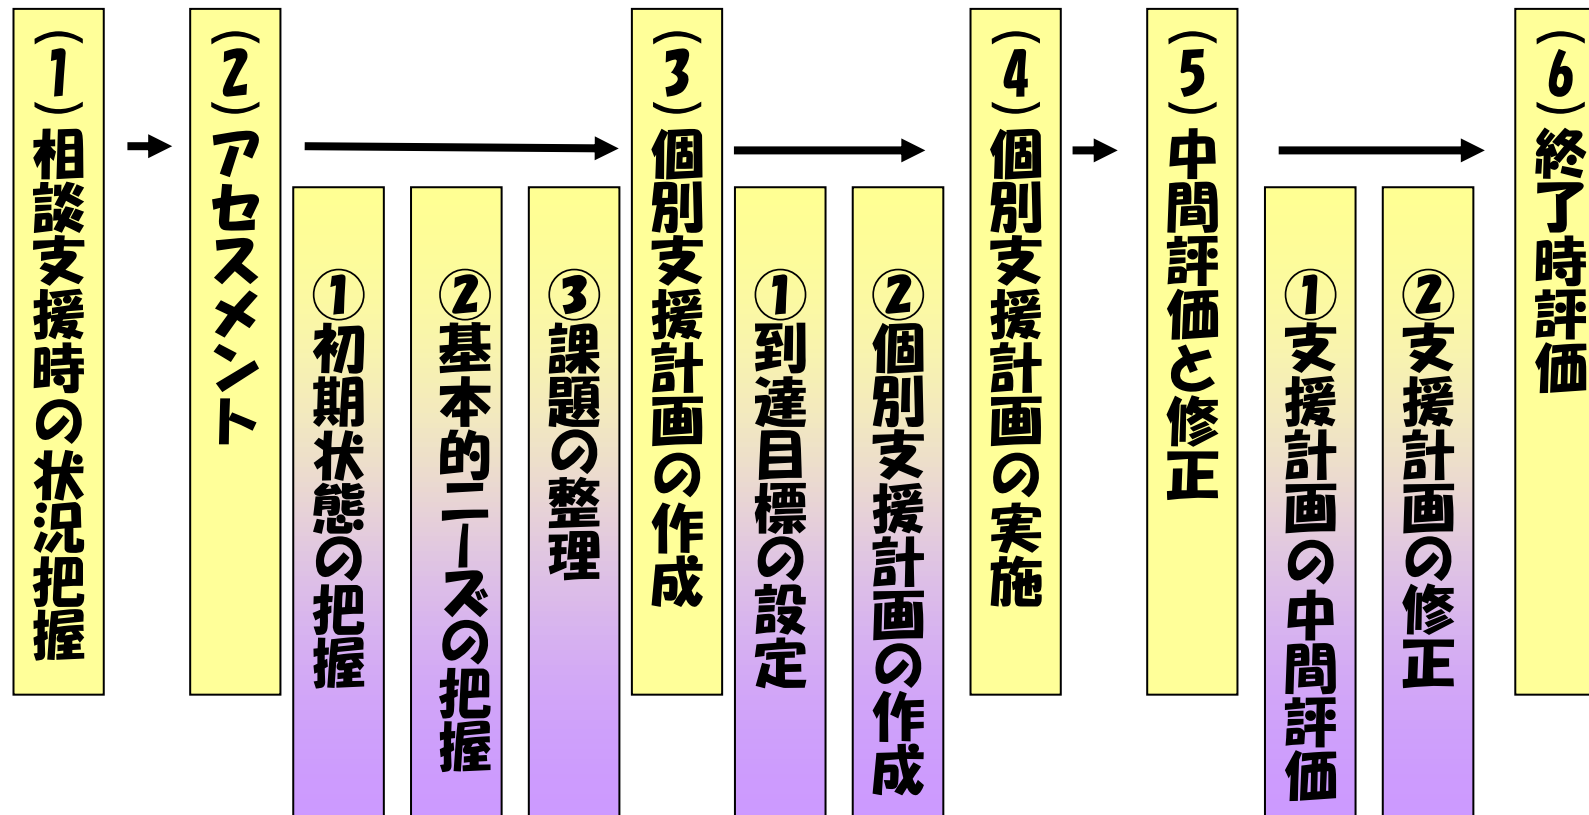 (1)相談支援時の状況把握
(2)アセスメント
①初期状態の把握
②基本的ニーズの把握
③課題の整理
(3)個別支援計画の作成
①到達目標の設定
②個別支援計画の作成
(4)個別支援計画の実施
(5)中間評価と修正
①支援計画の中間評価
②支援計画の修正
(6)終了時評価